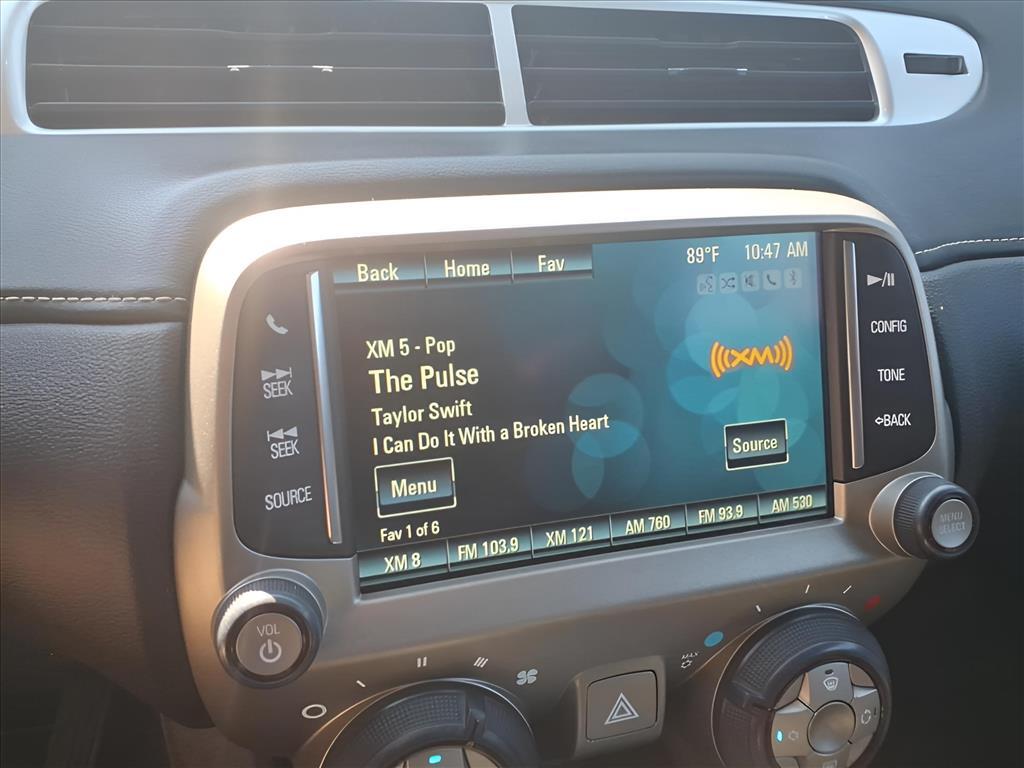 Back Home Fav 89°F 10:47 AM
CONFIG
XM 5 - Pop
((( XM )))
The Pulse
TONE
SEEK
Taylor Swift
I Can Do It With a Broken Heart
BACK
SEEK
Source
Menu
SOURCE
Fav 1 of 6
XM 8 FM 103.9 XM 121 AM 760 FM 93.9 AM 530
MENU
SELECT
VOL
MAX